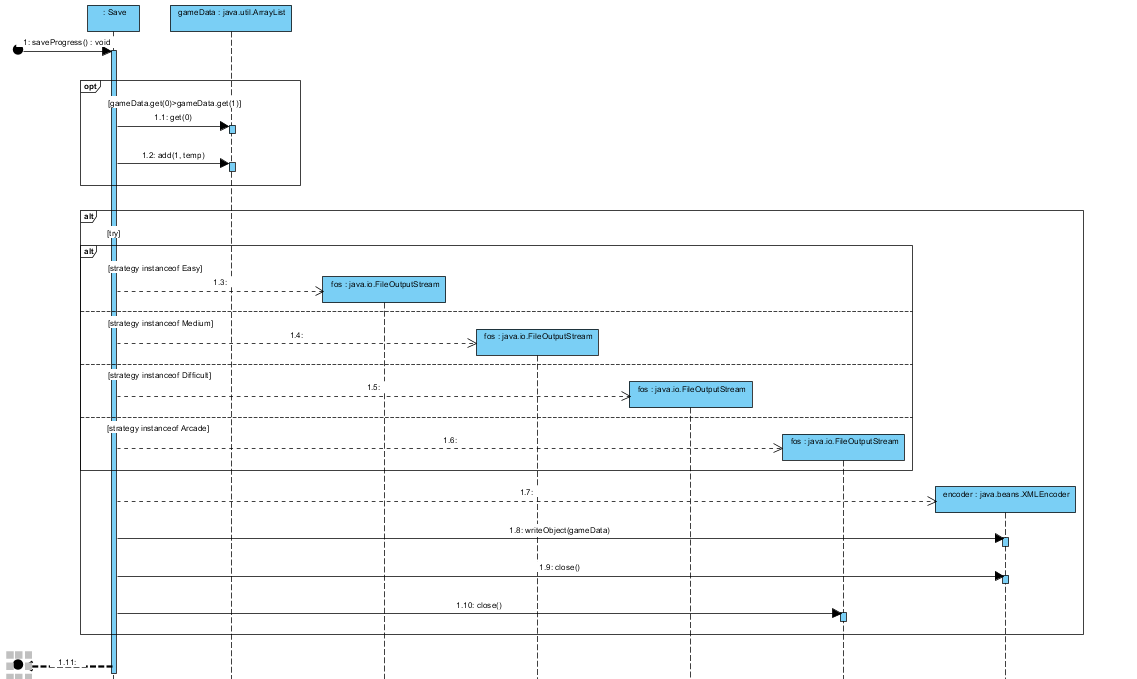 : Save
gameData : java.util.ArrayList
1: saveProgress() : void
opt
[gameData.get(0)>gameData.get(1)]
1.1: get(0)
1.2: add(1, temp)
alt
[try]
alt
[strategy instanceof Easy]
1.3:
fos : java.io.FileOutputStream
[strategy instanceof Medium]
1.4:
fos : java.io.FileOutputStream
[strategy instanceof Difficult]
1.5:
fos : java.io.FileOutputStream
[strategy instanceof Arcade]
1.6:
fos : java.io.FileOutputStream
1.7:
encoder : java.beans.XMLEncoder
1.8: writeObject(gameData)
1.9: close()
1.10: close()
1.11: